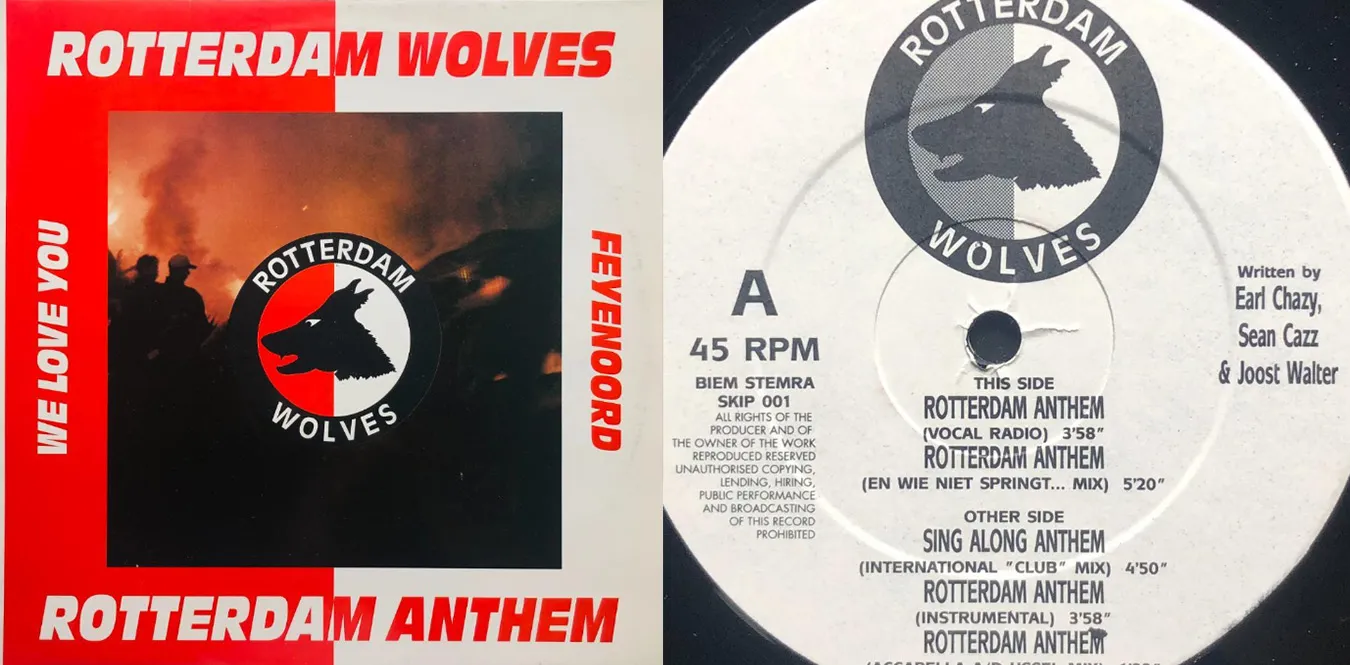 ROTTERDAM WOLVES
WE LOVE YOU
FEYENOORD
ROTTERDAM
WOLVES
ROTTERDAM ANTHEM
ROTTERDAM
WOLVES
A
45 RPM
BIEM STEMRA
SKIP 001
ALL RIGHTS OF THE
PRODUCER AND OF
THE OWNER OF THE WORK
REPRODUCED RESERVED
UNAUTHORISED COPYING,
LENDING, HIRING,
PUBLIC PERFORMANCE
AND BROADCASTING
OF THIS RECORD
PROHIBITED
Written by
Earl Chazy,
Sean Cazz
& Joost Walter
THIS SIDE
ROTTERDAM ANTHEM
(VOCAL RADIO) 3'58"
ROTTERDAM ANTHEM
(EN WIE NIET SPRINGT... MIX) 5'20"
OTHER SIDE
SING ALONG ANTHEM
(INTERNATIONAL "CLUB" MIX) 4'50"
ROTTERDAM ANTHEM
(INSTRUMENTAL) 3'58"
ROTTERDAM ANTHEM